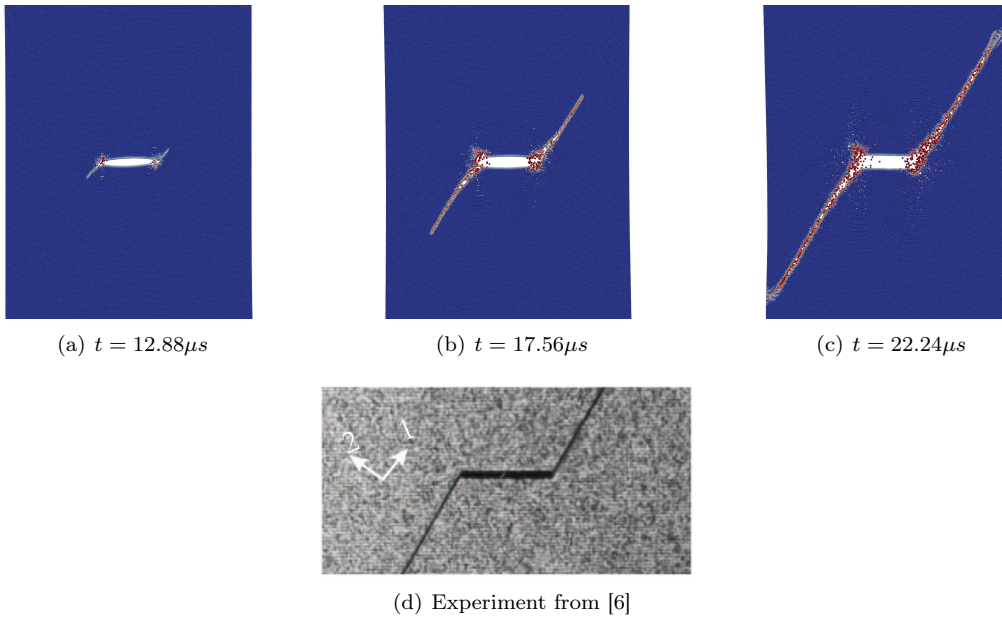 (a) t = 12.88μs
(b) t = 17.56μs
(c) t = 22.24μs
2 1
(d) Experiment from [6]